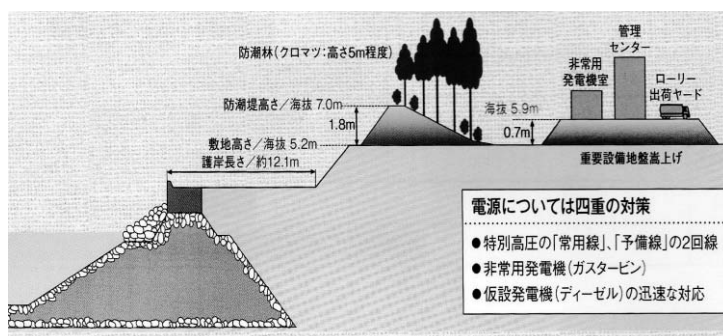 防潮林（クロマツ：高さ5m程度）
管理
センター
非常用
発電機室
ローリー
出荷ヤード
防潮堤高さ／海抜 7.0m
1.8m
海抜 5.9m
0.7m
敷地高さ／海抜 5.2m
護岸長さ／約12.1m
重要設備地盤嵩上げ
電源については四重の対策
●特別高圧の「常用線」、「予備線」の2回線
●非常用発電機（ガスタービン）
●仮設発電機（ディーゼル）の迅速な対応